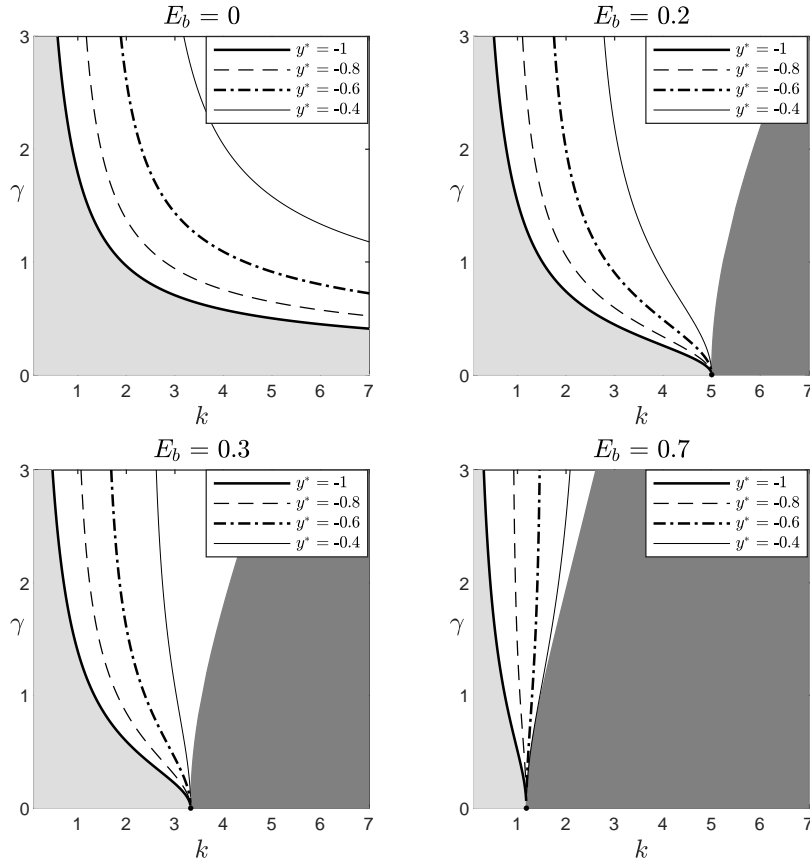 E_b = 0
3
2
γ
1
0
1 2 3 4 5 6 7
k
y* = -1
y* = -0.8
y* = -0.6
y* = -0.4
E_b = 0.2
3
2
γ
1
0
1 2 3 4 5 6 7
k
y* = -1
y* = -0.8
y* = -0.6
y* = -0.4
E_b = 0.3
3
2
γ
1
0
1 2 3 4 5 6 7
k
y* = -1
y* = -0.8
y* = -0.6
y* = -0.4
E_b = 0.7
3
2
γ
1
0
1 2 3 4 5 6 7
k
y* = -1
y* = -0.8
y* = -0.6
y* = -0.4